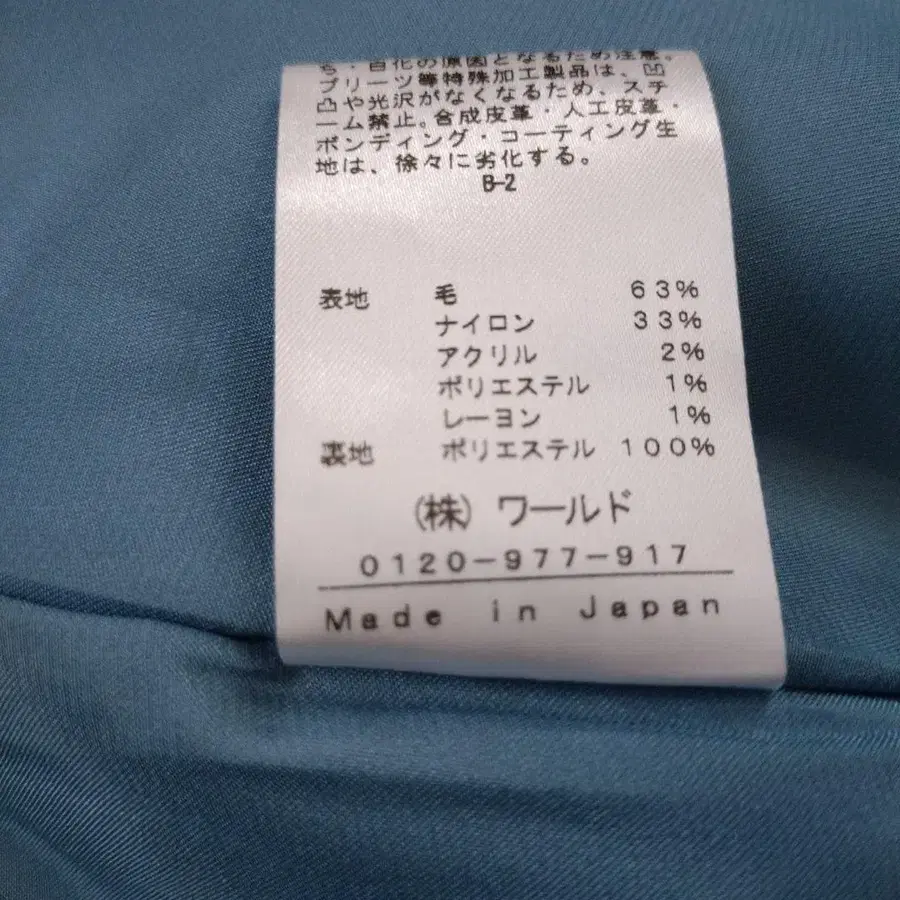 ・白化の原因となるため注意。
プリーツ等特殊加工製品は、凹
凸や光沢がなくなるため、スチ
ーム禁止。合成皮革・人工皮革・
ボンディング・コーティング生
地は、徐々に劣化する。
B-2
表地 毛 63%
ナイロン 33%
アクリル 2%
ポリエステル 1%
レーヨン 1%
裏地 ポリエステル 100%
(株) ワールド
0120-977-917
Made in Japan